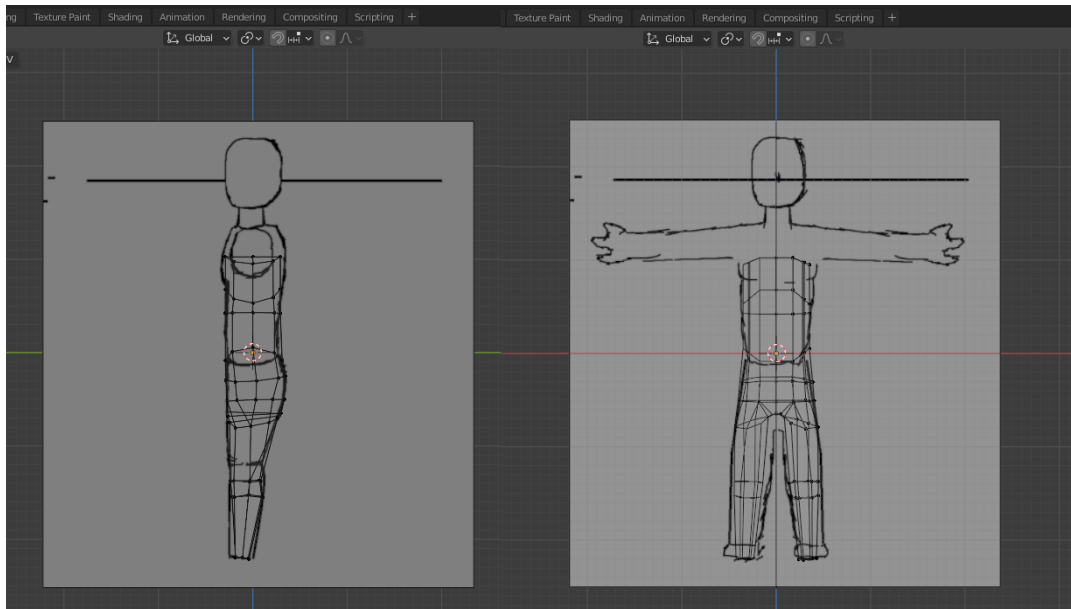 ng Texture Paint Shading Animation Rendering Compositing Scripting +
Global
v
Texture Paint Shading Animation Rendering Compositing Scripting +
Global